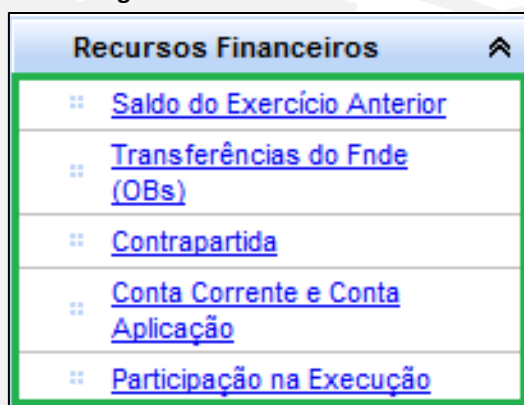 Recursos Financeiros
Saldo do Exercício Anterior
Transferências do Fnde
(OBs)
Contrapartida
Conta Corrente e Conta
Aplicação
Participação na Execução